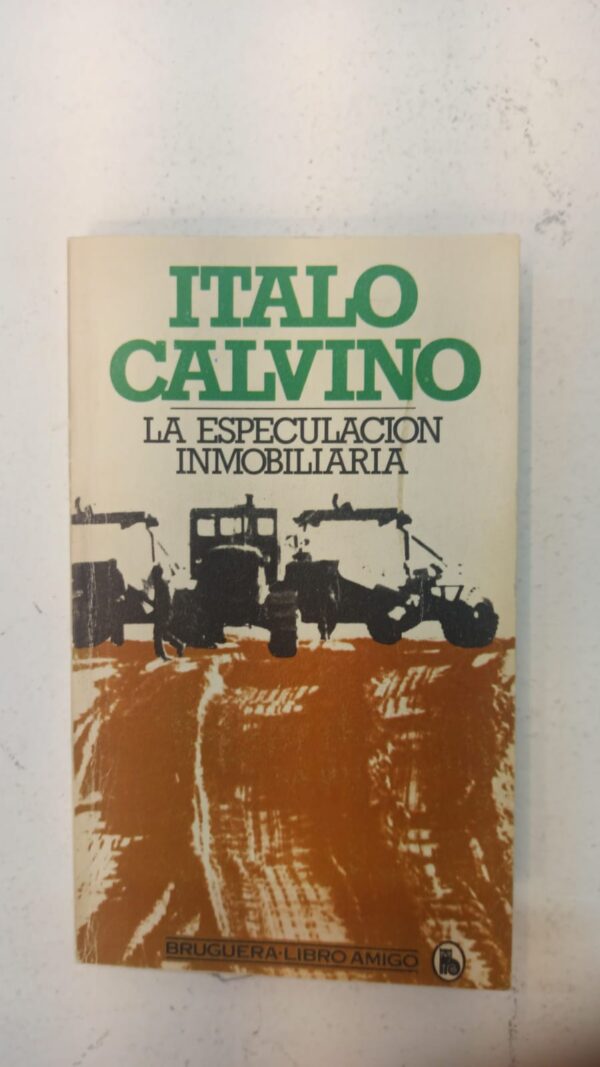 ITALO
CALVINO
LA ESPECULACION
INMOBILIARIA
BRUGUERA·LIBRO AMIGO